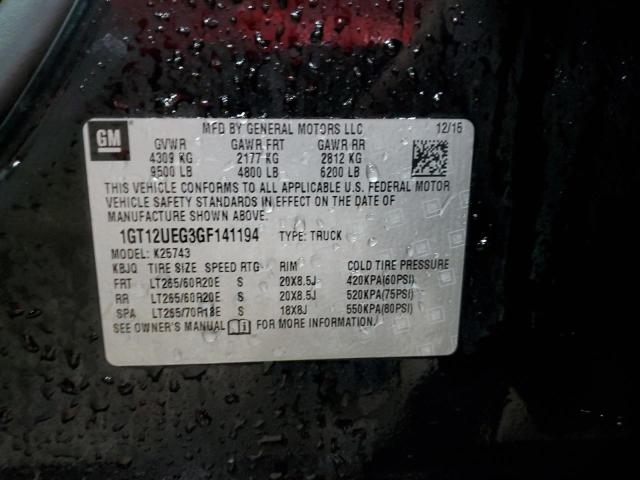 GM
MFD BY GENERAL MOTORS LLC 12/15
GVWR GAWR FRT GAWR RR
4309 KG 2177 KG 2812 KG
9500 LB 4800 LB 6200 LB
THIS VEHICLE CONFORMS TO ALL APPLICABLE U.S. FEDERAL MOTOR
VEHICLE SAFETY STANDARDS IN EFFECT ON THE DATE OF
MANUFACTURE SHOWN ABOVE.
1GT12UEG3GF141194 TYPE: TRUCK
MODEL: K25743
KBJQ TIRE SIZE SPEED RTG RIM COLD TIRE PRESSURE
FRT LT265/60R20E S 20X8.5J 420KPA(60PSI)
RR LT265/60R20E S 20X8.5J 520KPA(75PSI)
SPA LT265/70R18E S 18X8J 550KPA(80PSI)
SEE OWNER'S MANUAL FOR MORE INFORMATION.